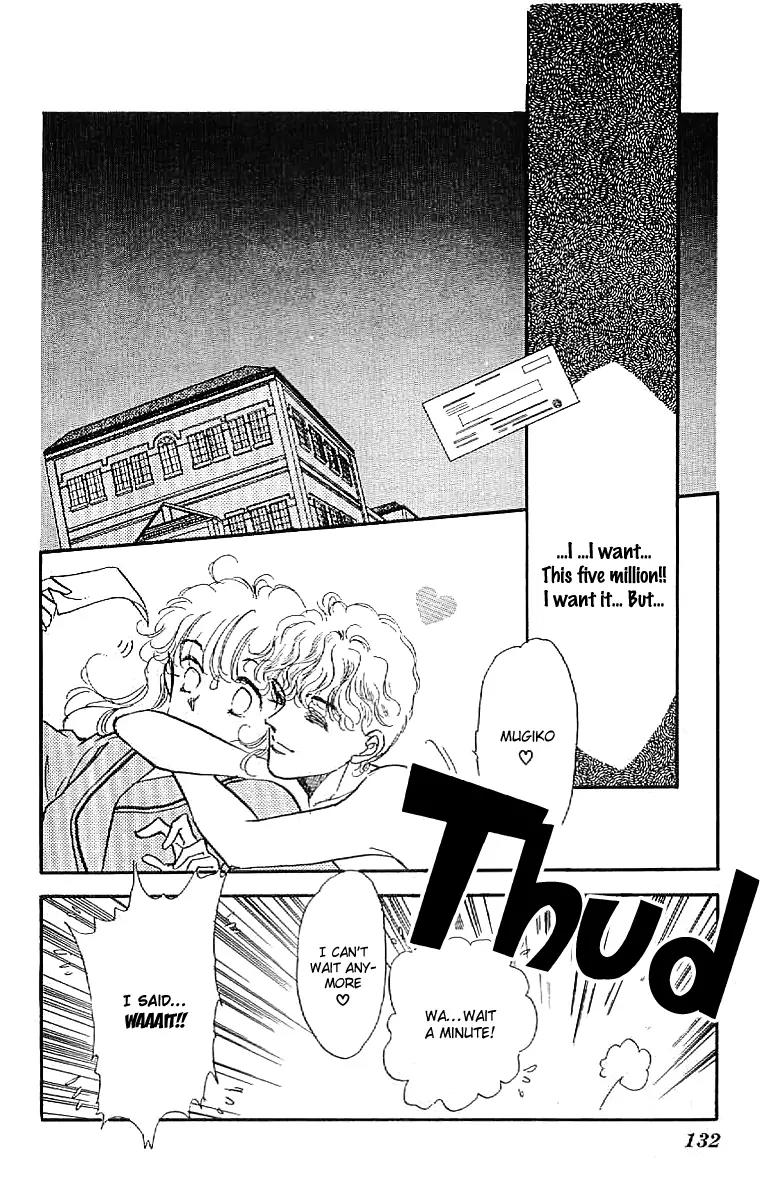 ...I ...I want...
This five million!!
I want it... But...
MUGIKO
♡
Thud
WA...WAIT
A MINUTE!
I CAN'T
WAIT ANY-
MORE
♡
I SAID...
WAAAIT!!
132